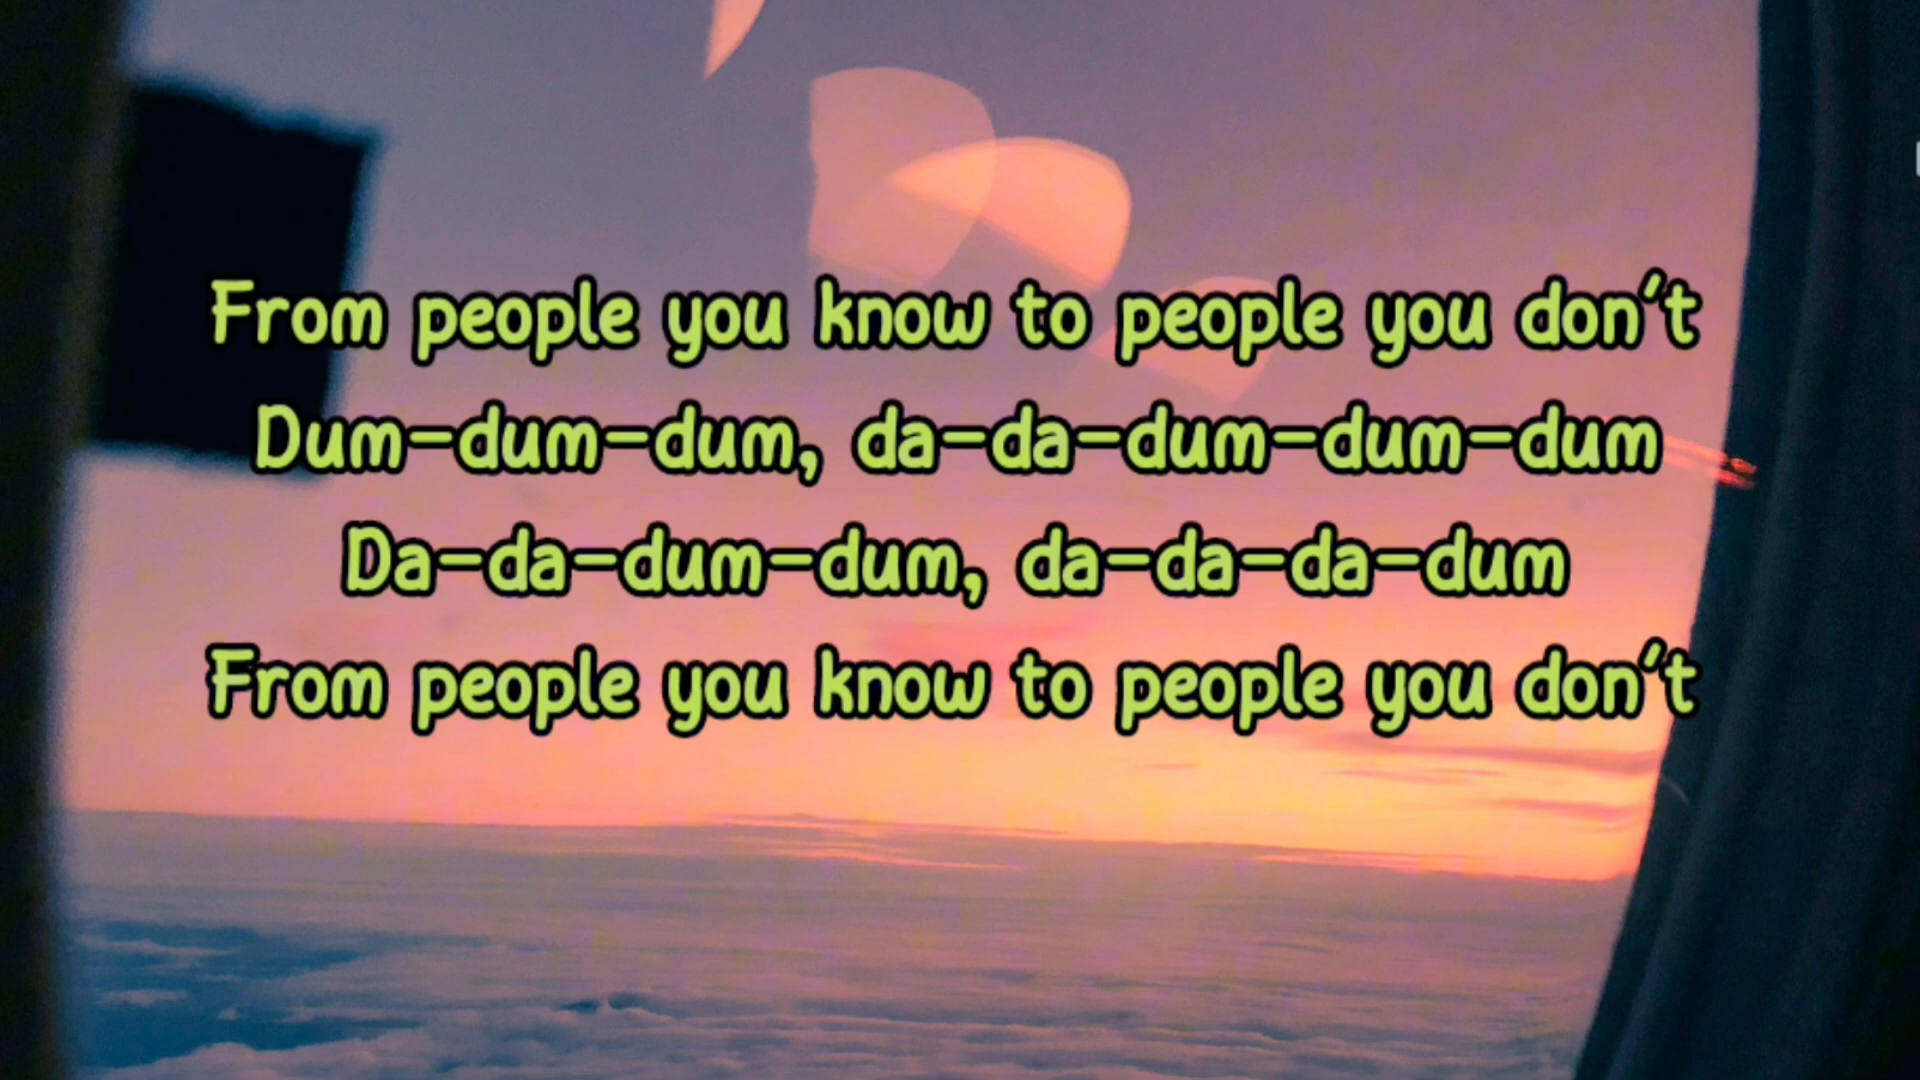 From people you know to people you don't
Dum-dum-dum, da-da-dum-dum-dum
Da-da-dum-dum, da-da-da-dum
From people you know to people you don't